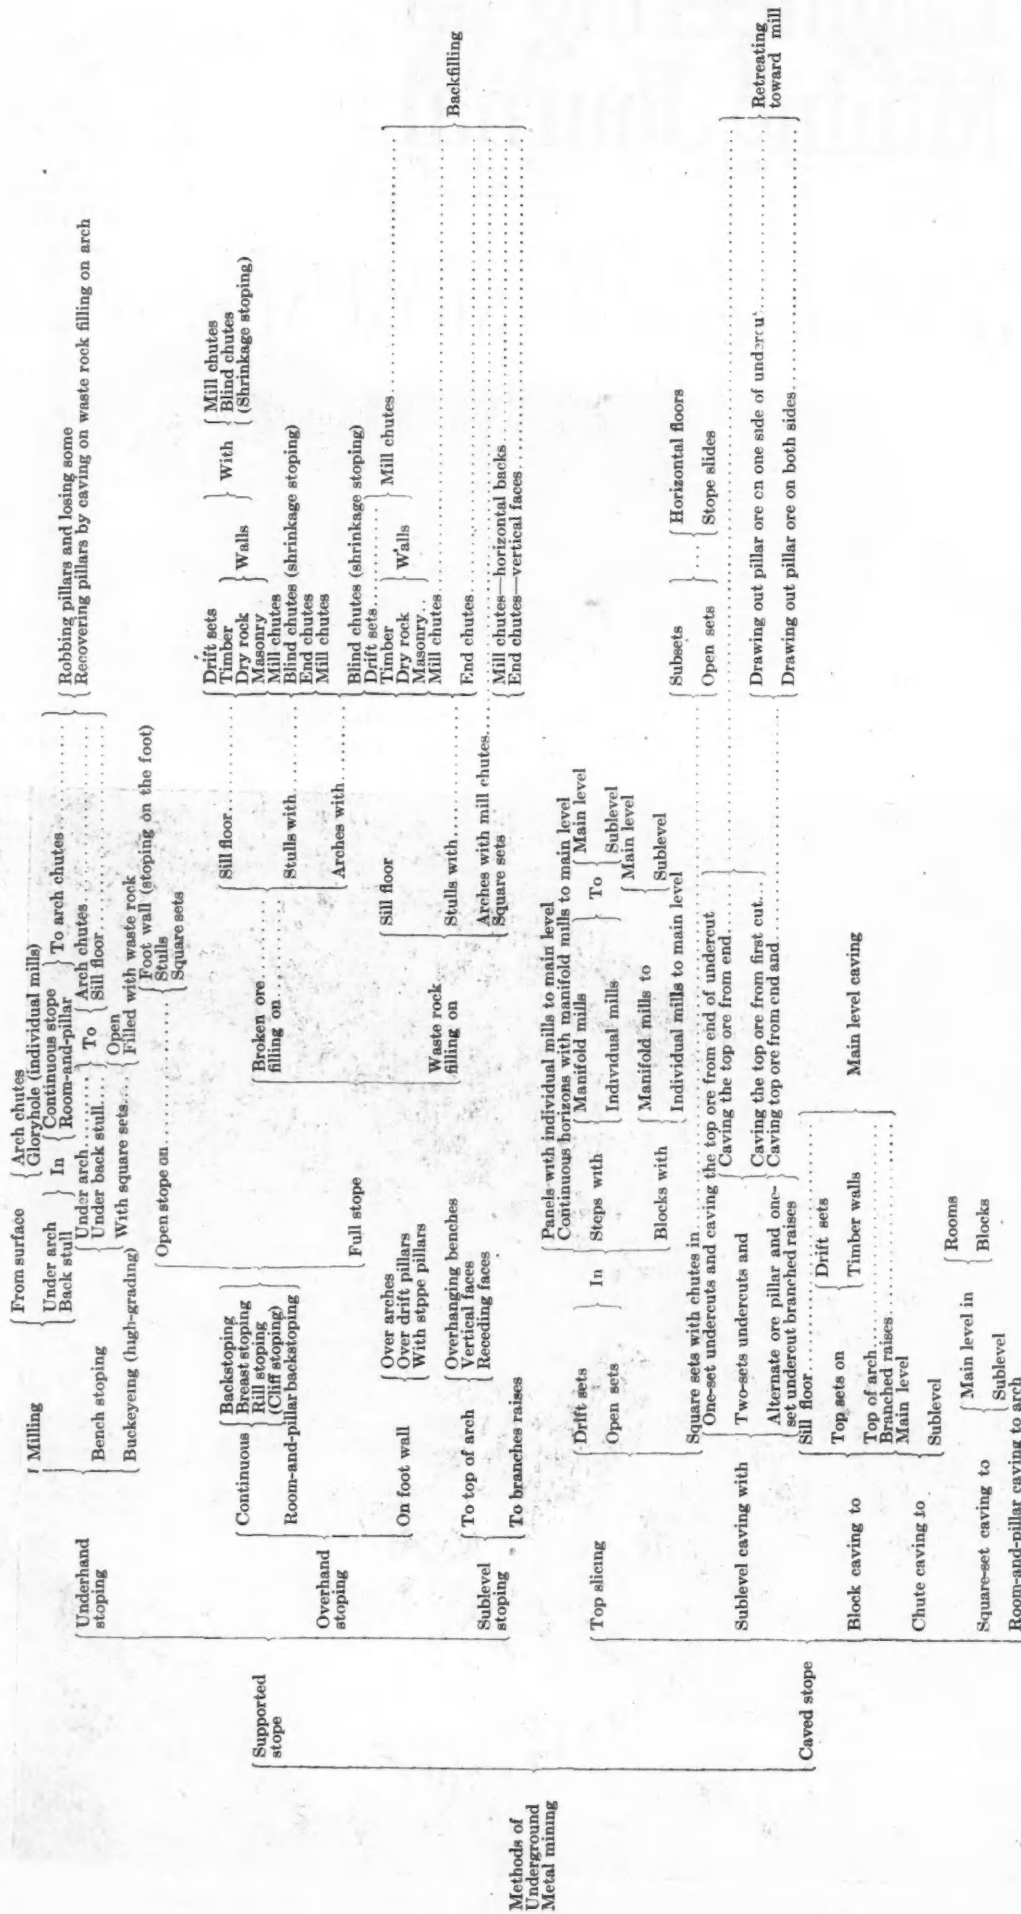 Methods of
Underground
Metal mining
Supported
stope
Underhand
stoping
Milling
From surface
Arch chutes
Gloryhole (individual mills)
Under arch
Back stull
In
Continuous stope
Room-and-pillar
To arch chutes
Bench stoping
Under arch
Under back stull
To
Arch chutes
Sill floor
With square sets
Open
Filled with waste rock
Robbing pillars and losing some
Recovering pillars by caving on waste rock filling on arch
Buckeyeing (high-grading)
Overhand
stoping
Continuous
Backstoping
Breast stoping
Rill stoping
(Cliff stoping)
Room-and-pillar backstoping
Open stope on
Foot wall (stoping on the foot)
Stulls
Square sets
Full stope
Broken ore
filling on
Sill floor
Drift sets
Timber
Dry rock
Masonry
Walls
With
Mill chutes
Blind chutes
(Shrinkage stoping)
Stulls with
Mill chutes
Blind chutes (shrinkage stoping)
End chutes
Arches with
Mill chutes
Blind chutes (shrinkage stoping)
Waste rock
filling on
Sill floor
Drift sets
Timber
Dry rock
Masonry
Walls
Mill chutes
Stulls with
Mill chutes
End chutes
Arches with mill chutes
Square sets
Mill chutes—horizontal backs
End chutes—vertical faces
Backfilling
On foot wall
Over arches
Over drift pillars
With stppe pillars
Sublevel
stoping
To top of arch
Overhanging benches
Vertical faces
Receding faces
To branches raises
Caved stope
Top slicing
Drift sets
Open sets
In
Panels with individual mills to main level
Continuous horizons with manifold mills to main level
Steps with
Manifold mills
Individual mills
To
Main level
Sublevel
Blocks with
Manifold mills to
Main level
Sublevel
Individual mills to main level
Square sets with chutes in
Subsets
Open sets
Horizontal floors
Stope slides
Sublevel caving with
One-set undercuts and caving the top ore from end of undercut
Two-sets undercuts and
Caving the top ore from end
Caving the top ore from first cut
Alternate ore pillar and one-
set undercut branched raises
Caving top ore from end and
Drawing out pillar ore on one side of undercut
Drawing out pillar ore on both sides
Retreating
toward mill
Block caving to
Sill floor
Top sets on
Drift sets
Timber walls
Top of arch
Branched raises
Main level caving
Chute caving to
Main level
Sublevel
Square-set caving to
Main level in
Sublevel
Rooms
Blocks
Room-and-pillar caving to arch